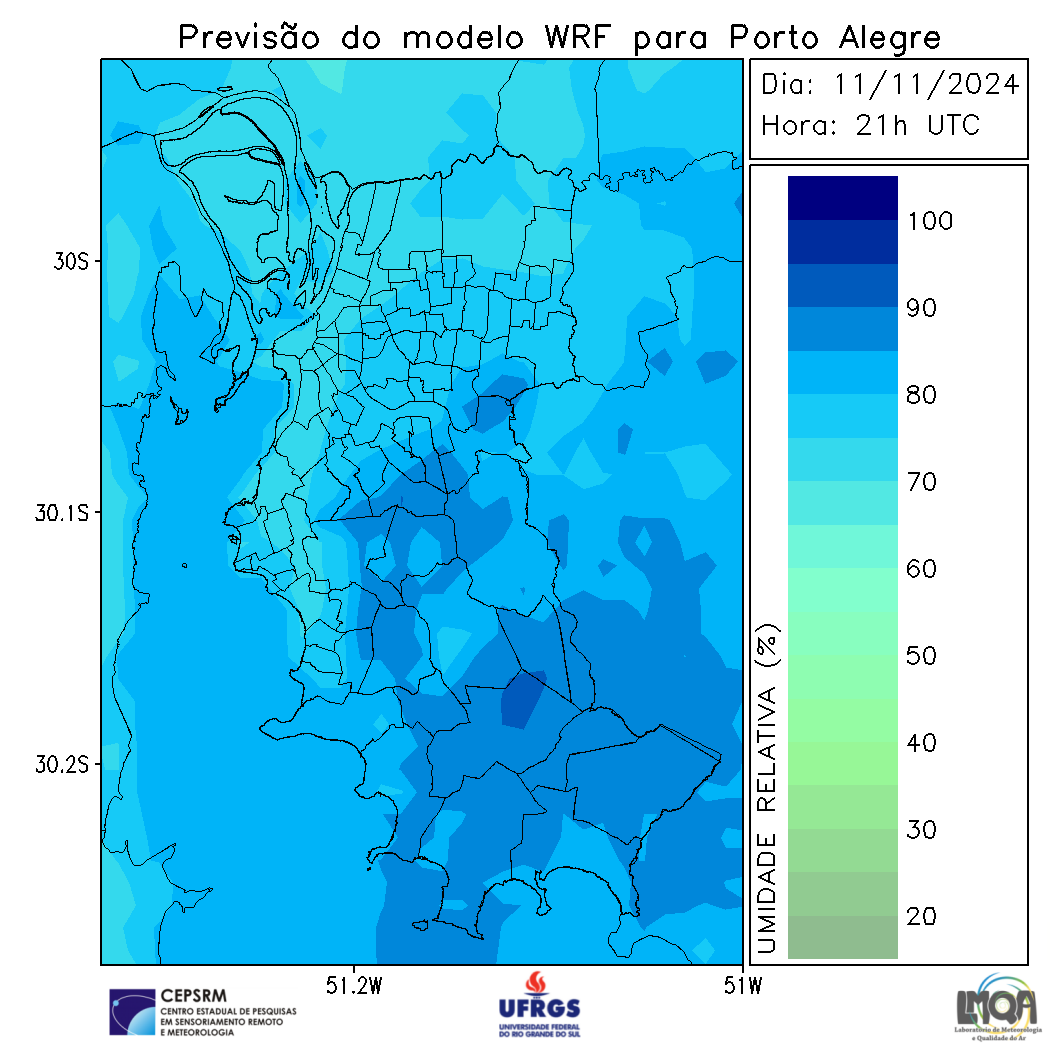 Previsão do modelo WRF para Porto Alegre
Dia: 11/11/2024
Hora: 21h UTC
30S
30.1S
30.2S
51.2W
51W
100
90
80
70
60
50
40
30
20
UMIDADE RELATIVA (%)
CEPSRM
CENTRO ESTADUAL DE PESQUISAS
EM SENSORIAMENTO REMOTO
E METEOROLOGIA
UFRGS
UNIVERSIDADE FEDERAL
DO RIO GRANDE DO SUL
LMQA
Laboratório de Meteorologia
e Qualidade do Ar